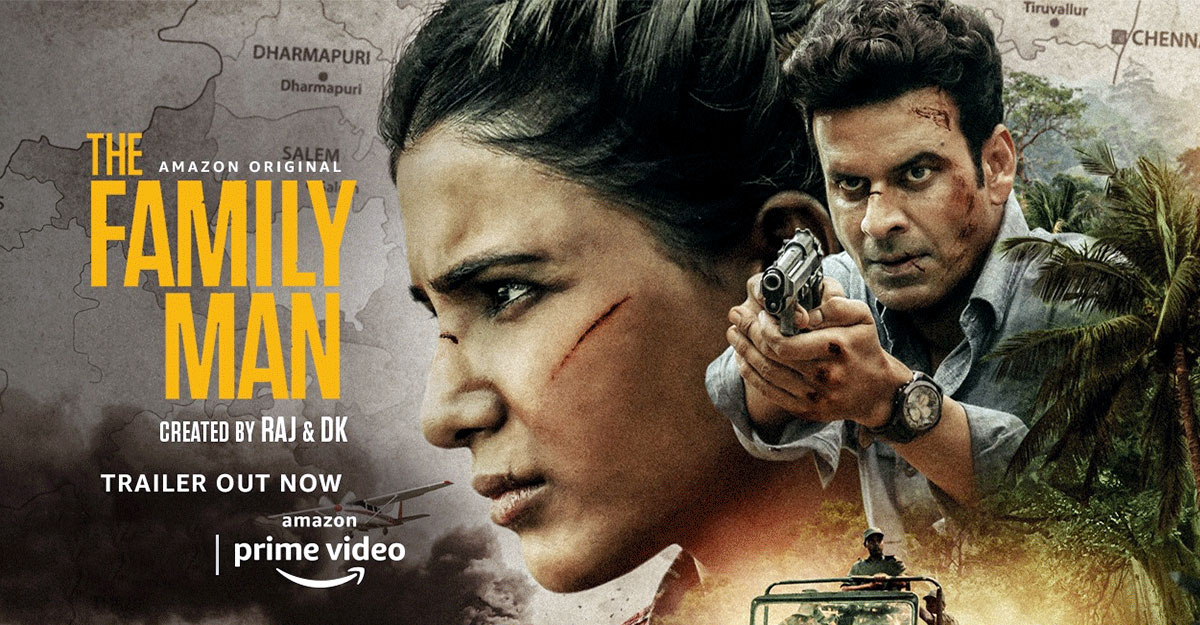 DHARMAPURI
Dharmapuri
SALEM
Tiruvallur
CHENN
THE
AMAZON ORIGINAL
FAMILY
MAN
CREATED BY RAJ & DK
TRAILER OUT NOW
amazon
prime video